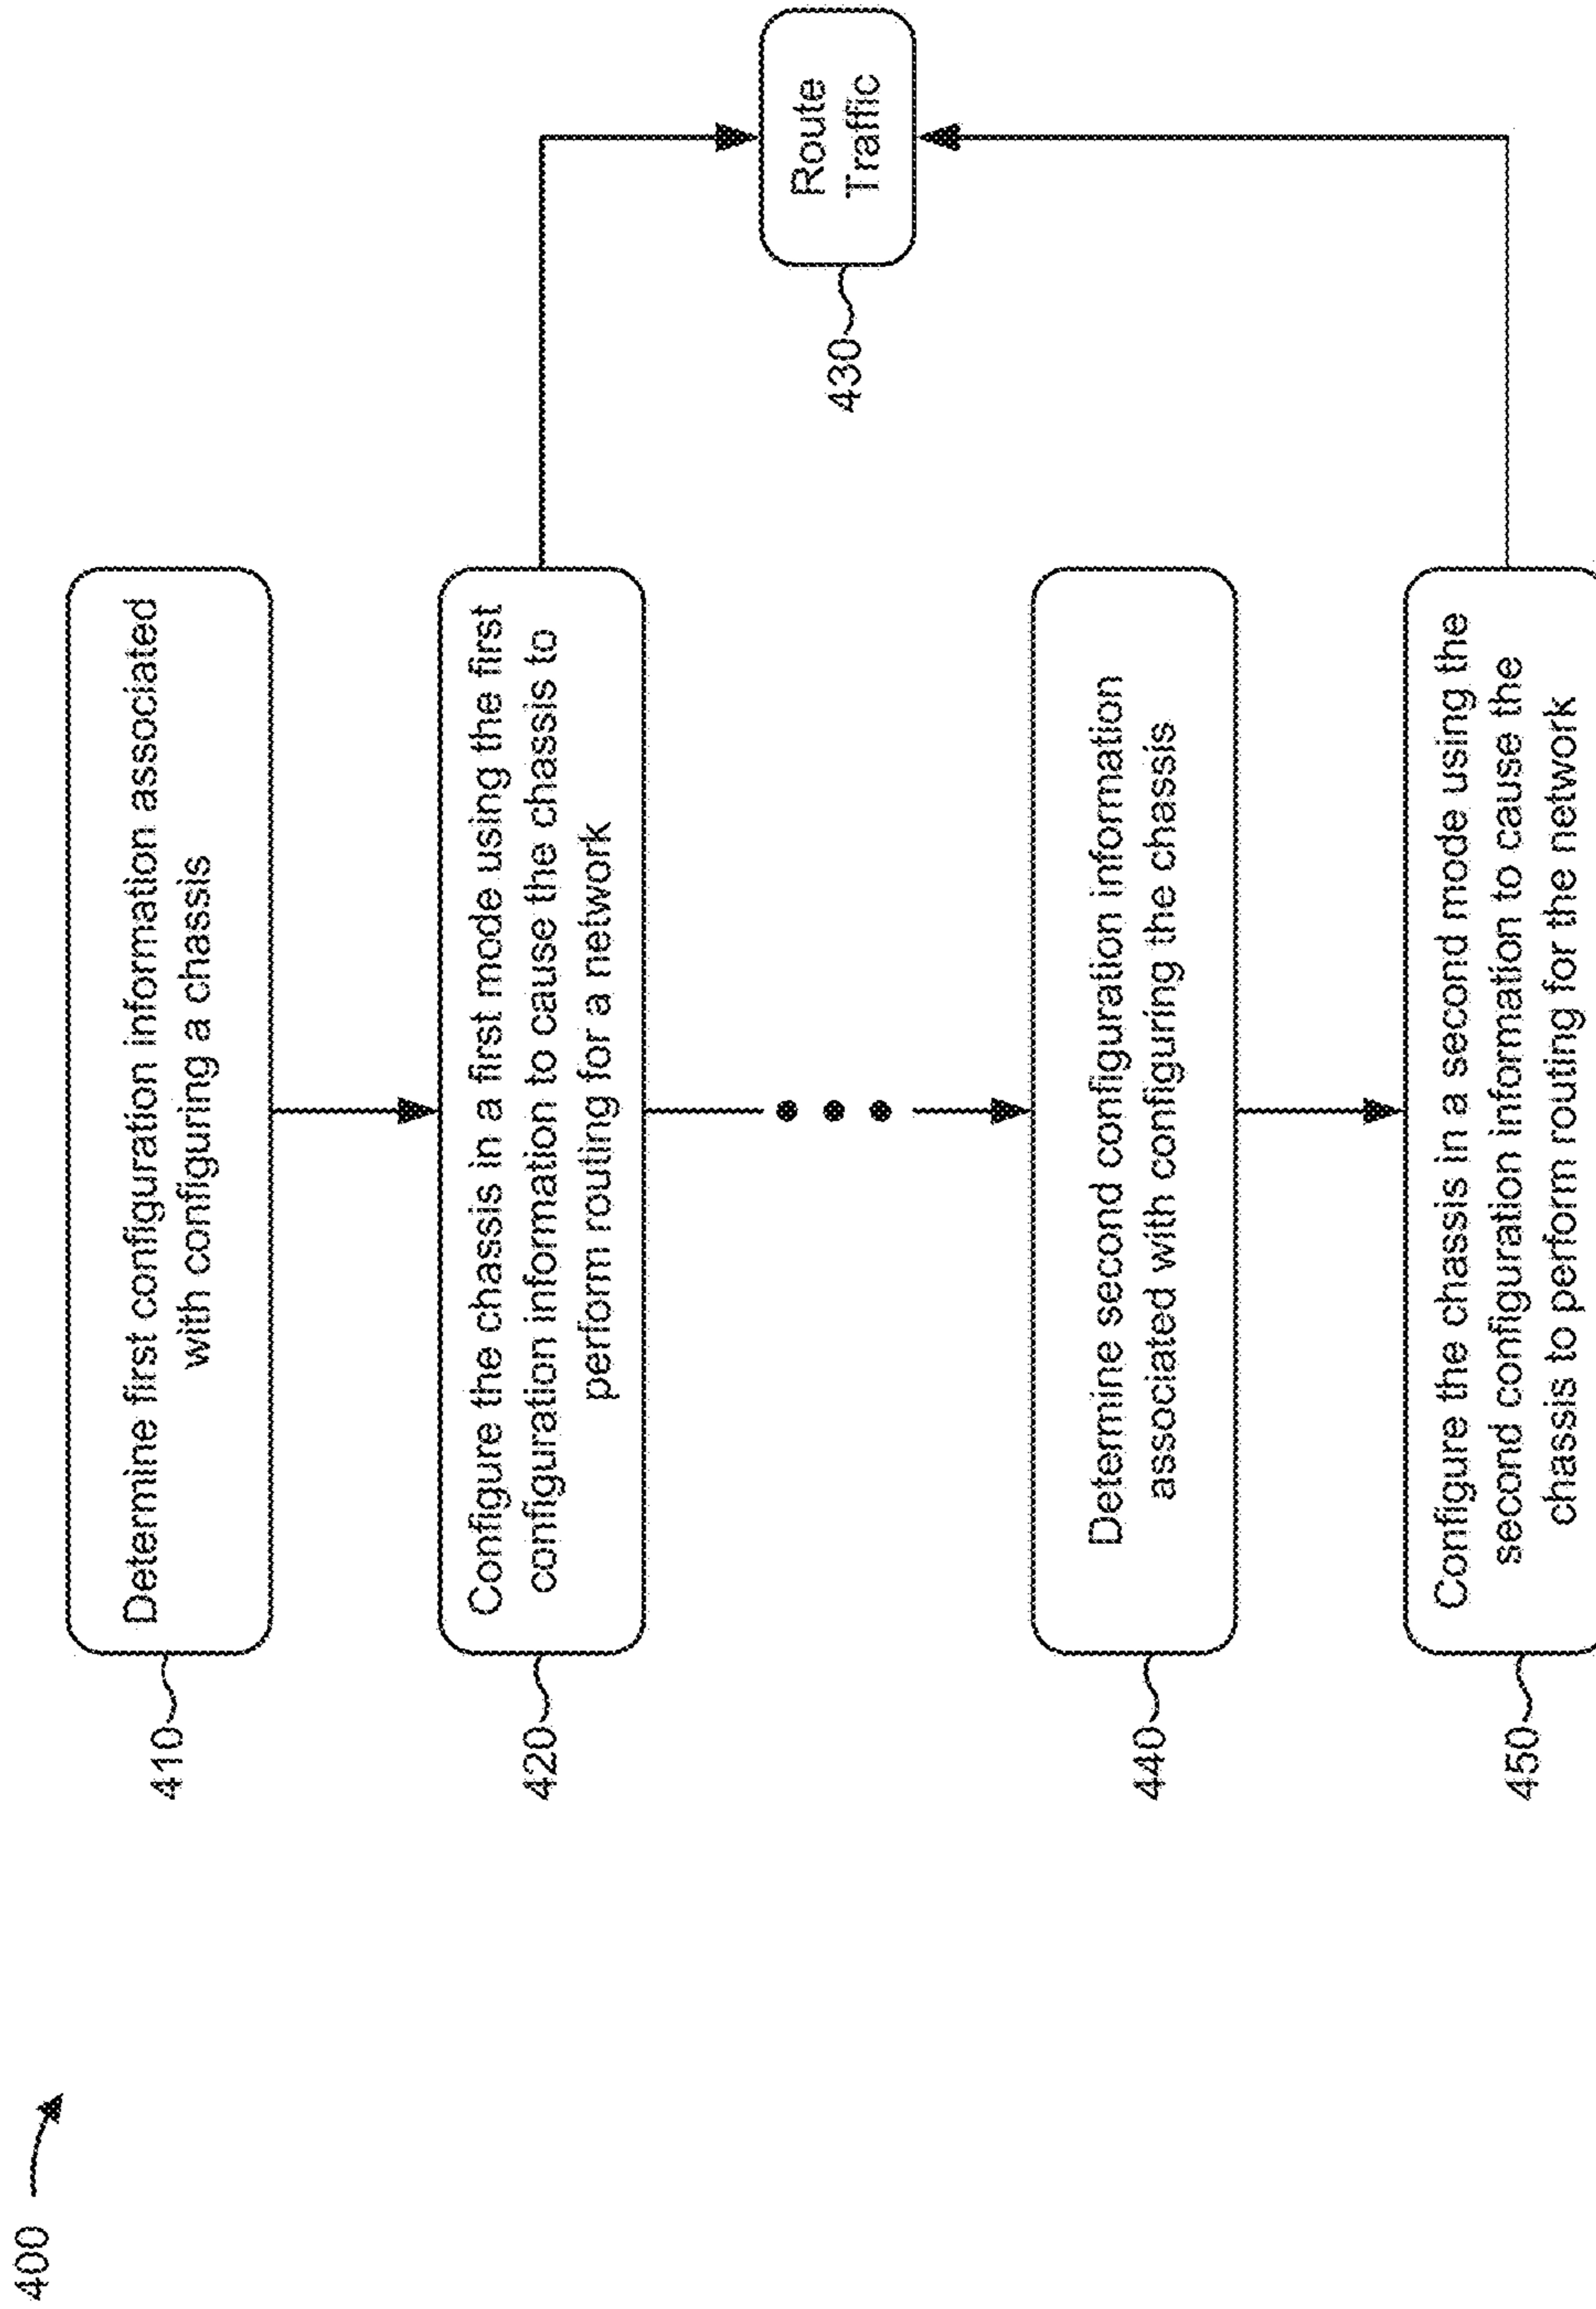 400
410
Determine first configuration information associated
with configuring a chassis
420
Configure the chassis in a first mode using the first
configuration information to cause the chassis to
perform routing for a network
430
Route
Traffic
440
Determine second configuration information
associated with configuring the chassis
450
Configure the chassis in a second mode using the
second configuration information to cause the
chassis to perform routing for the network